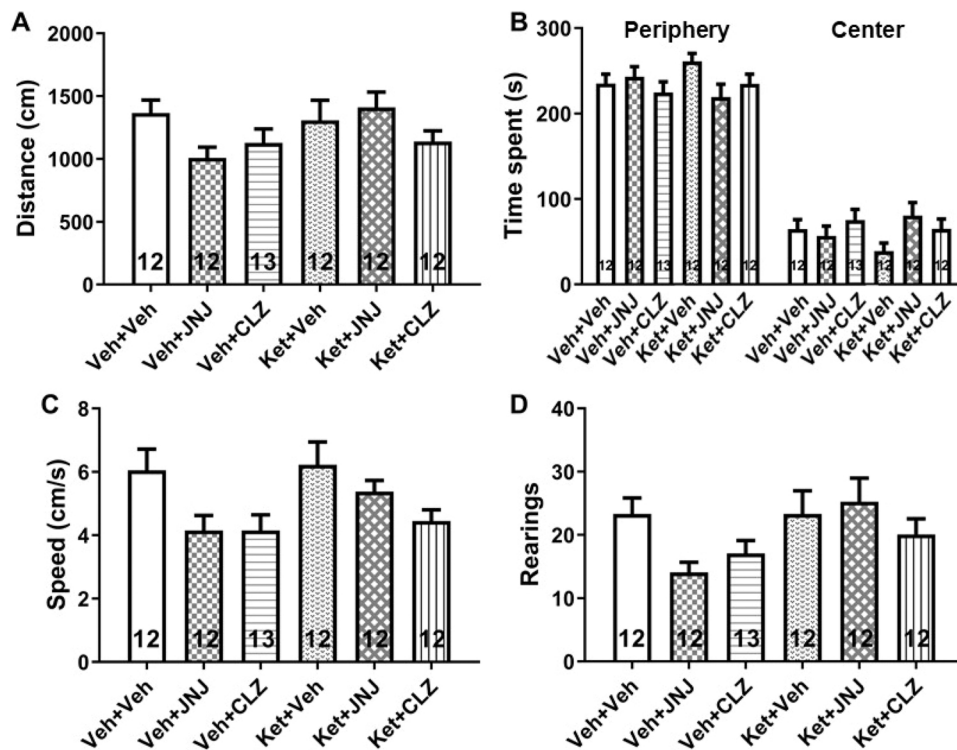 A
Distance (cm)
2000
1500
1000
500
0
12
12
13
12
12
12
Veh+Veh
Veh+JNJ
Veh+CLZ
Ket+Veh
Ket+JNJ
Ket+CLZ
B
Periphery
Center
Time spent (s)
300
200
100
0
12
12
13
12
12
12
12
12
13
12
12
12
Veh+Veh
Veh+JNJ
Veh+CLZ
Ket+Veh
Ket+JNJ
Ket+CLZ
Veh+Veh
Veh+JNJ
Veh+CLZ
Ket+Veh
Ket+JNJ
Ket+CLZ
C
Speed (cm/s)
8
6
4
2
0
12
12
13
12
12
12
Veh+Veh
Veh+JNJ
Veh+CLZ
Ket+Veh
Ket+JNJ
Ket+CLZ
D
Rearings
40
30
20
10
0
12
12
13
12
12
12
Veh+Veh
Veh+JNJ
Veh+CLZ
Ket+Veh
Ket+JNJ
Ket+CLZ